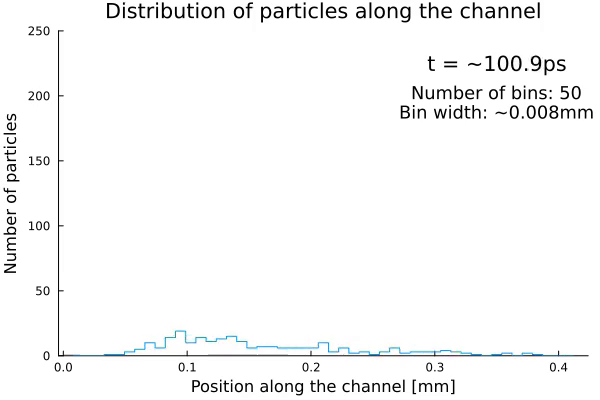 Distribution of particles along the channel
t = ~100.9ps
Number of bins: 50
Bin width: ~0.008mm
Number of particles
250
200
150
100
50
0
0.0 0.1 0.2 0.3 0.4
Position along the channel [mm]